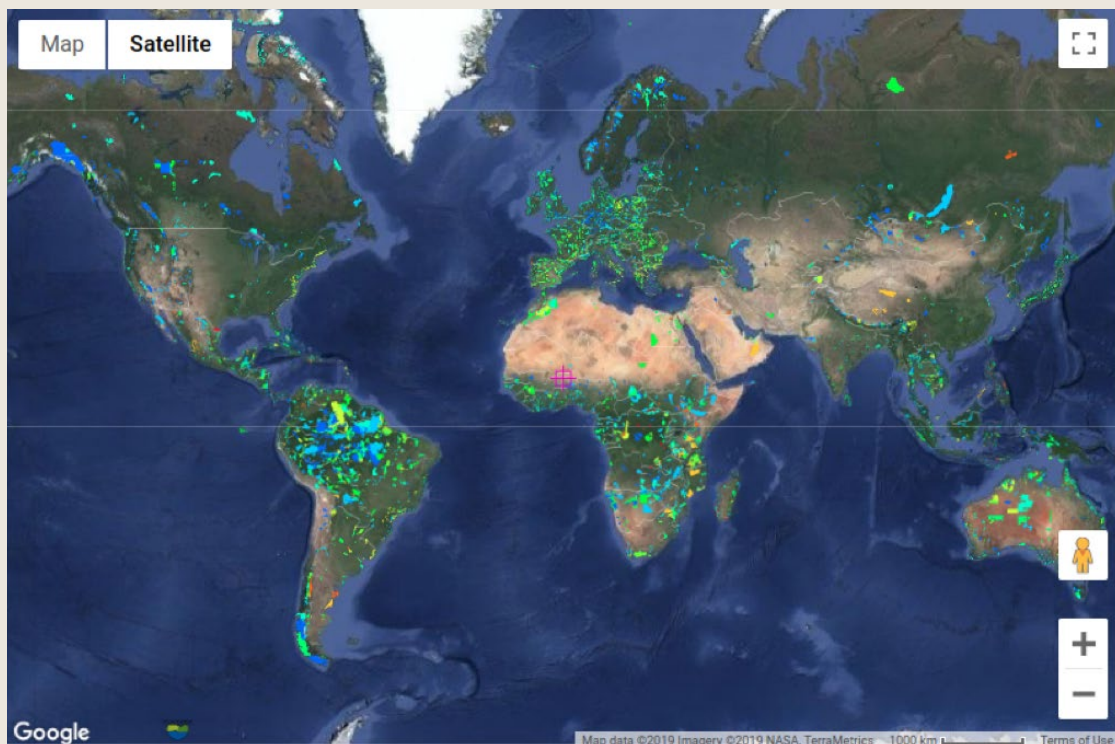 Map Satellite
Google
Map data ©2019 Imagery ©2019 NASA, TerraMetrics 1000 km Terms of Use